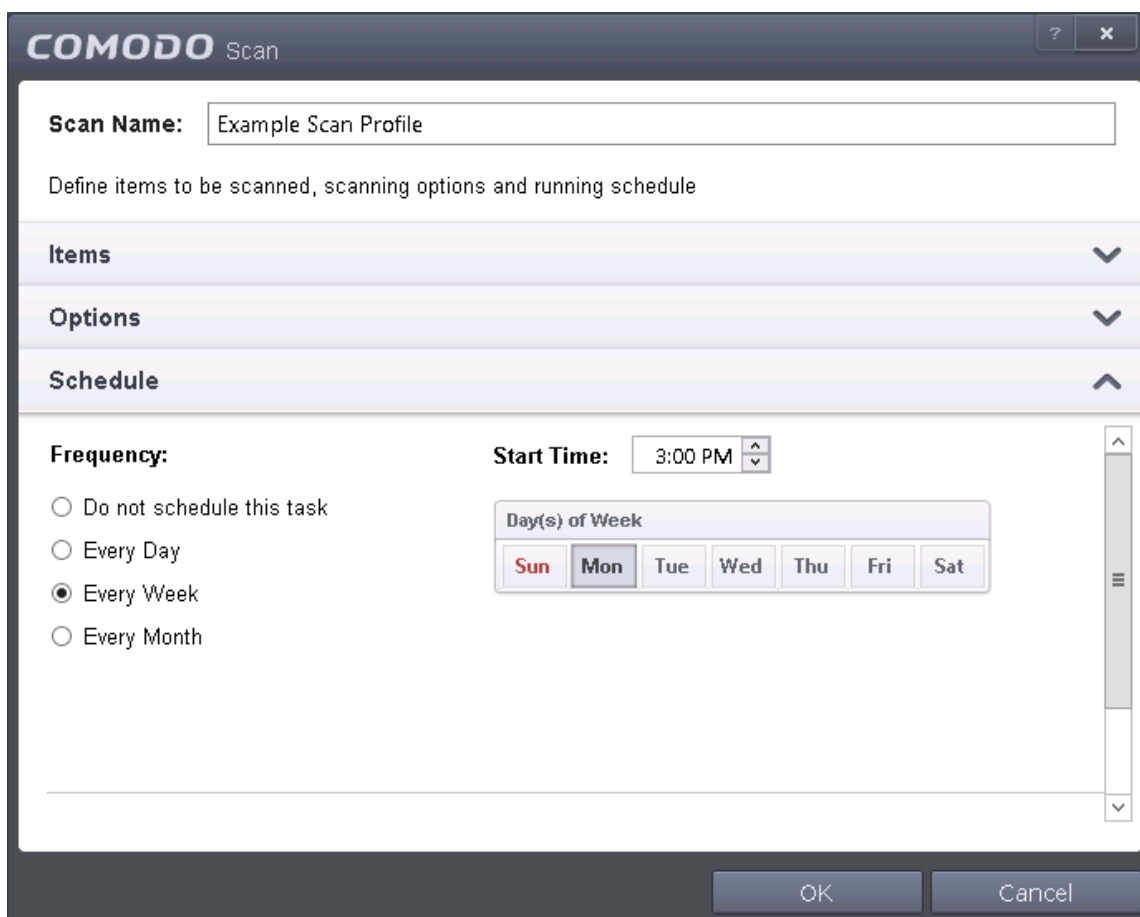 COMODO Scan
?
Scan Name: Example Scan Profile
Define items to be scanned, scanning options and running schedule
Items
Options
Schedule
Frequency:
Do not schedule this task
Every Day
Every Week
Every Month
Start Time: 3:00 PM
Day(s) of Week
Sun Mon Tue Wed Thu Fri Sat
OK Cancel